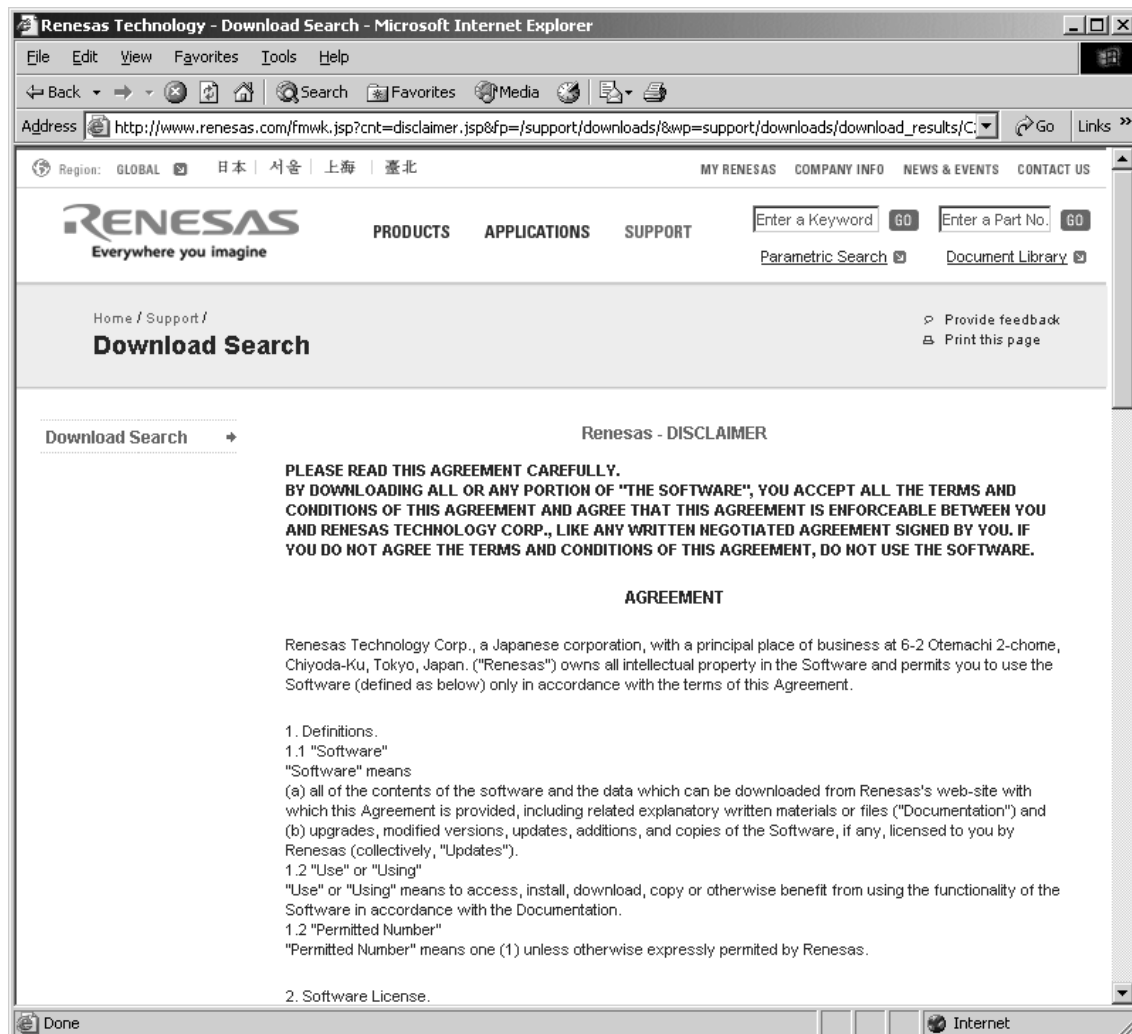 Renesas Technology - Download Search - Microsoft Internet Explorer
File Edit View Favorites Tools Help
Back Search Favorites Media
Address http://www.renesas.com/fmwk.jsp?cnt=disclaimer.jsp&fp=/support/downloads/&wp=support/downloads/download_results/C: Go Links »
Region: GLOBAL 日本 | 서울 | 上海 | 臺北 MY RENESAS COMPANY INFO NEWS & EVENTS CONTACT US
RENESAS PRODUCTS APPLICATIONS SUPPORT Enter a Keyword GO Enter a Part No. GO
Everywhere you imagine Parametric Search Document Library
Home / Support / Provide feedback
Download Search Print this page
Download Search Renesas - DISCLAIMER
PLEASE READ THIS AGREEMENT CAREFULLY.
BY DOWNLOADING ALL OR ANY PORTION OF "THE SOFTWARE", YOU ACCEPT ALL THE TERMS AND
CONDITIONS OF THIS AGREEMENT AND AGREE THAT THIS AGREEMENT IS ENFORCEABLE BETWEEN YOU
AND RENESAS TECHNOLOGY CORP., LIKE ANY WRITTEN NEGOTIATED AGREEMENT SIGNED BY YOU. IF
YOU DO NOT AGREE THE TERMS AND CONDITIONS OF THIS AGREEMENT, DO NOT USE THE SOFTWARE.
AGREEMENT
Renesas Technology Corp., a Japanese corporation, with a principal place of business at 6-2 Otemachi 2-chome,
Chiyoda-Ku, Tokyo, Japan. ("Renesas") owns all intellectual property in the Software and permits you to use the
Software (defined as below) only in accordance with the terms of this Agreement.
1. Definitions.
1.1 "Software"
"Software" means
(a) all of the contents of the software and the data which can be downloaded from Renesas's web-site with
which this Agreement is provided, including related explanatory written materials or files ("Documentation") and
(b) upgrades, modified versions, updates, additions, and copies of the Software, if any, licensed to you by
Renesas (collectively, "Updates").
1.2 "Use" or "Using"
"Use" or "Using" means to access, install, download, copy or otherwise benefit from using the functionality of the
Software in accordance with the Documentation.
1.2 "Permitted Number"
"Permitted Number" means one (1) unless otherwise expressly permited by Renesas.
2. Software License.
Done Internet